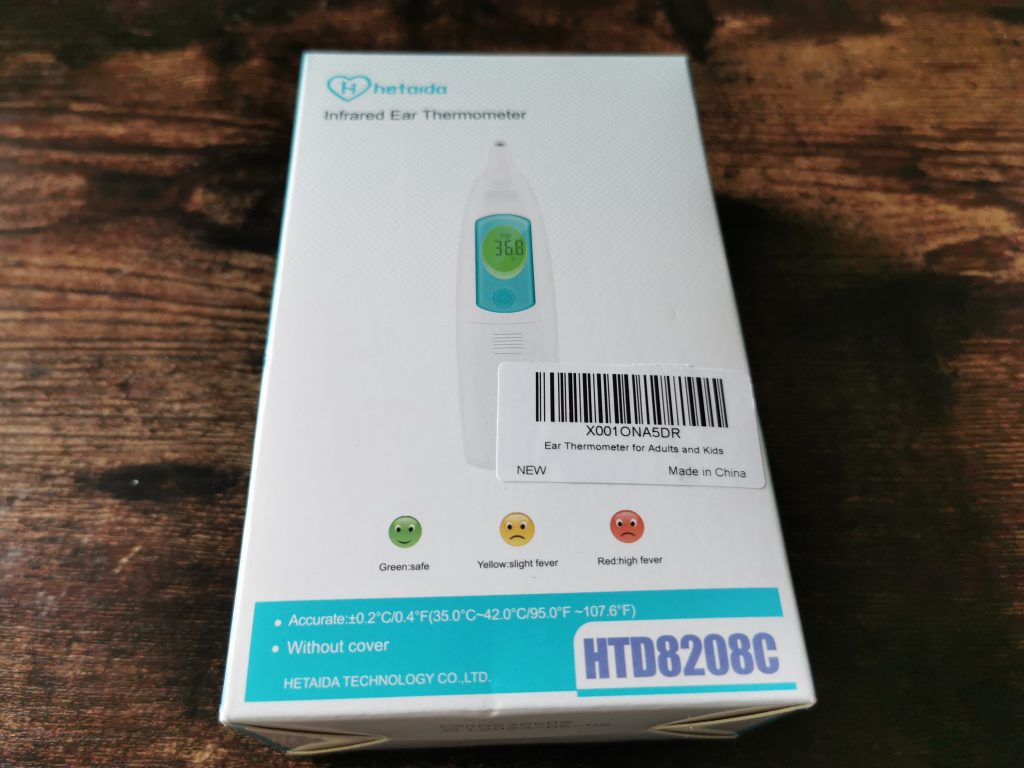 H hetaida
Infrared Ear Thermometer
36.8
X001ONA5DR
Ear Thermometer for Adults and Kids
NEW
Made in China
Green:safe
Yellow:slight fever
Red:high fever
• Accurate:±0.2°C/0.4°F(35.0°C~42.0°C/95.0°F ~107.6°F)
• Without cover
HTD8208C
HETAIDA TECHNOLOGY CO.,LTD.